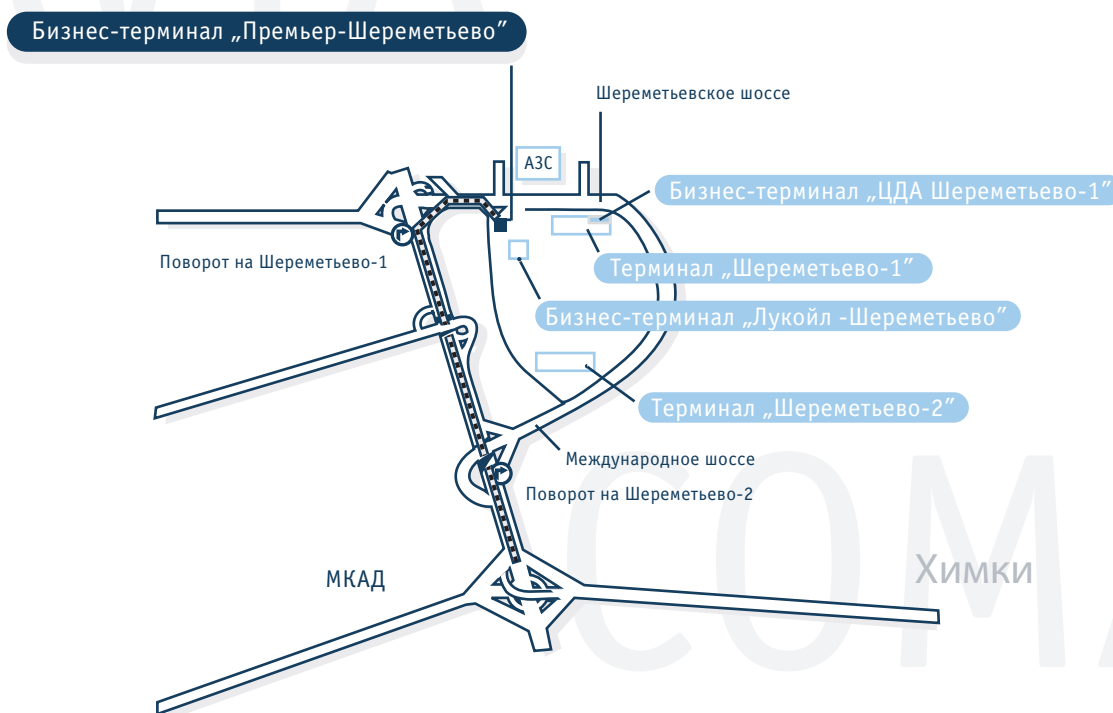 Бизнес-терминал „Премьер-Шереметьево”
Шереметьевское шоссе
АЗС
Бизнес-терминал „ЦДА Шереметьево-1”
Поворот на Шереметьево-1
Терминал „Шереметьево-1”
Бизнес-терминал „Лукойл -Шереметьево”
Терминал „Шереметьево-2”
Международное шоссе
Поворот на Шереметьево-2
МКАД
Химки